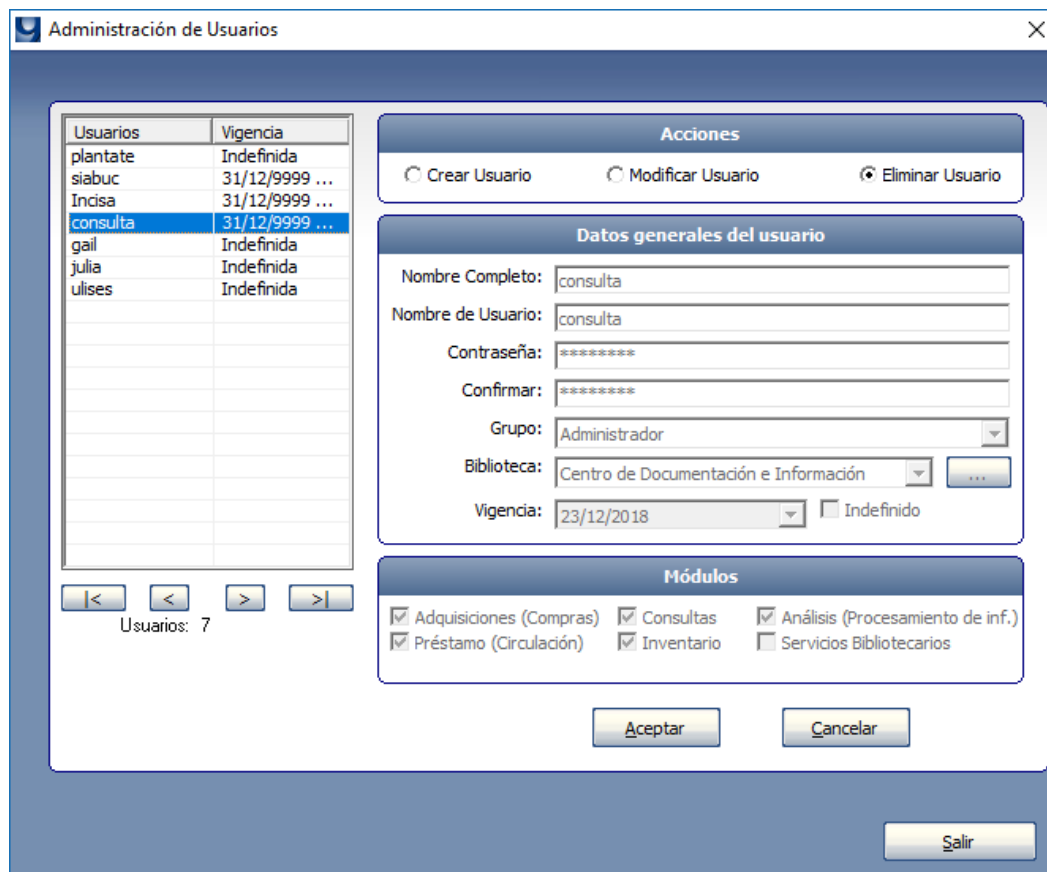 Administración de Usuarios
Usuarios Vigencia
plantate Indefinida
siabuc 31/12/9999 ...
Incisa 31/12/9999 ...
consulta 31/12/9999 ...
gail Indefinida
julia Indefinida
ulises Indefinida
|< < > >|
Usuarios: 7
Acciones
Crear Usuario Modificar Usuario Eliminar Usuario
Datos generales del usuario
Nombre Completo: consulta
Nombre de Usuario: consulta
Contraseña: ********
Confirmar: ********
Grupo: Administrador
Biblioteca: Centro de Documentación e Información ...
Vigencia: 23/12/2018 Indefinido
Módulos
Adquisiciones (Compras) Consultas Análisis (Procesamiento de inf.)
Préstamo (Circulación) Inventario Servicios Bibliotecarios
Aceptar Cancelar
Salir